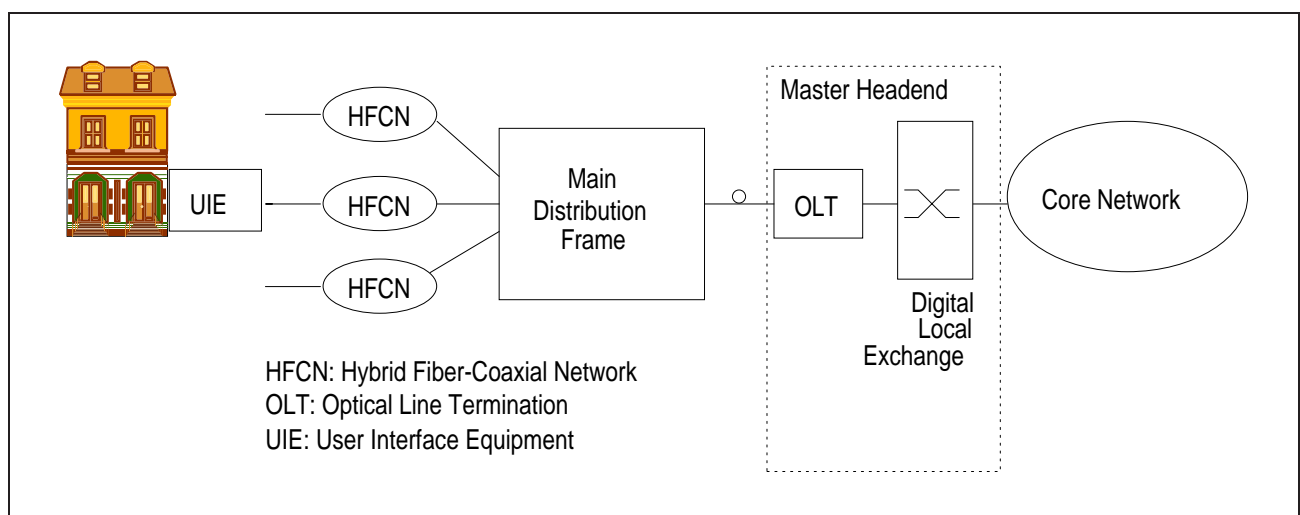 Master Headend
HFCN
UIE
HFCN
HFCN
Main
Distribution
Frame
OLT
Core Network
Digital
Local
Exchange
HFCN: Hybrid Fiber-Coaxial Network
OLT: Optical Line Termination
UIE: User Interface Equipment